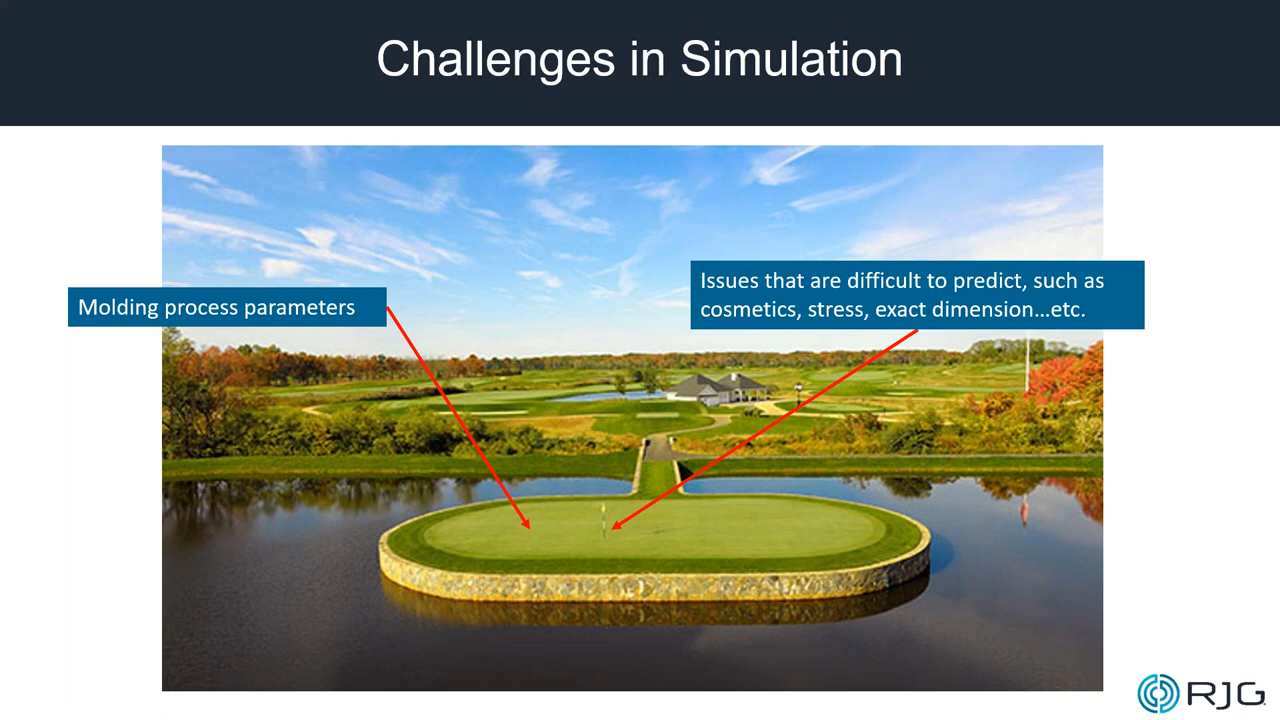 Challenges in Simulation
Molding process parameters
Issues that are difficult to predict, such as
cosmetics, stress, exact dimension...etc.
RJG